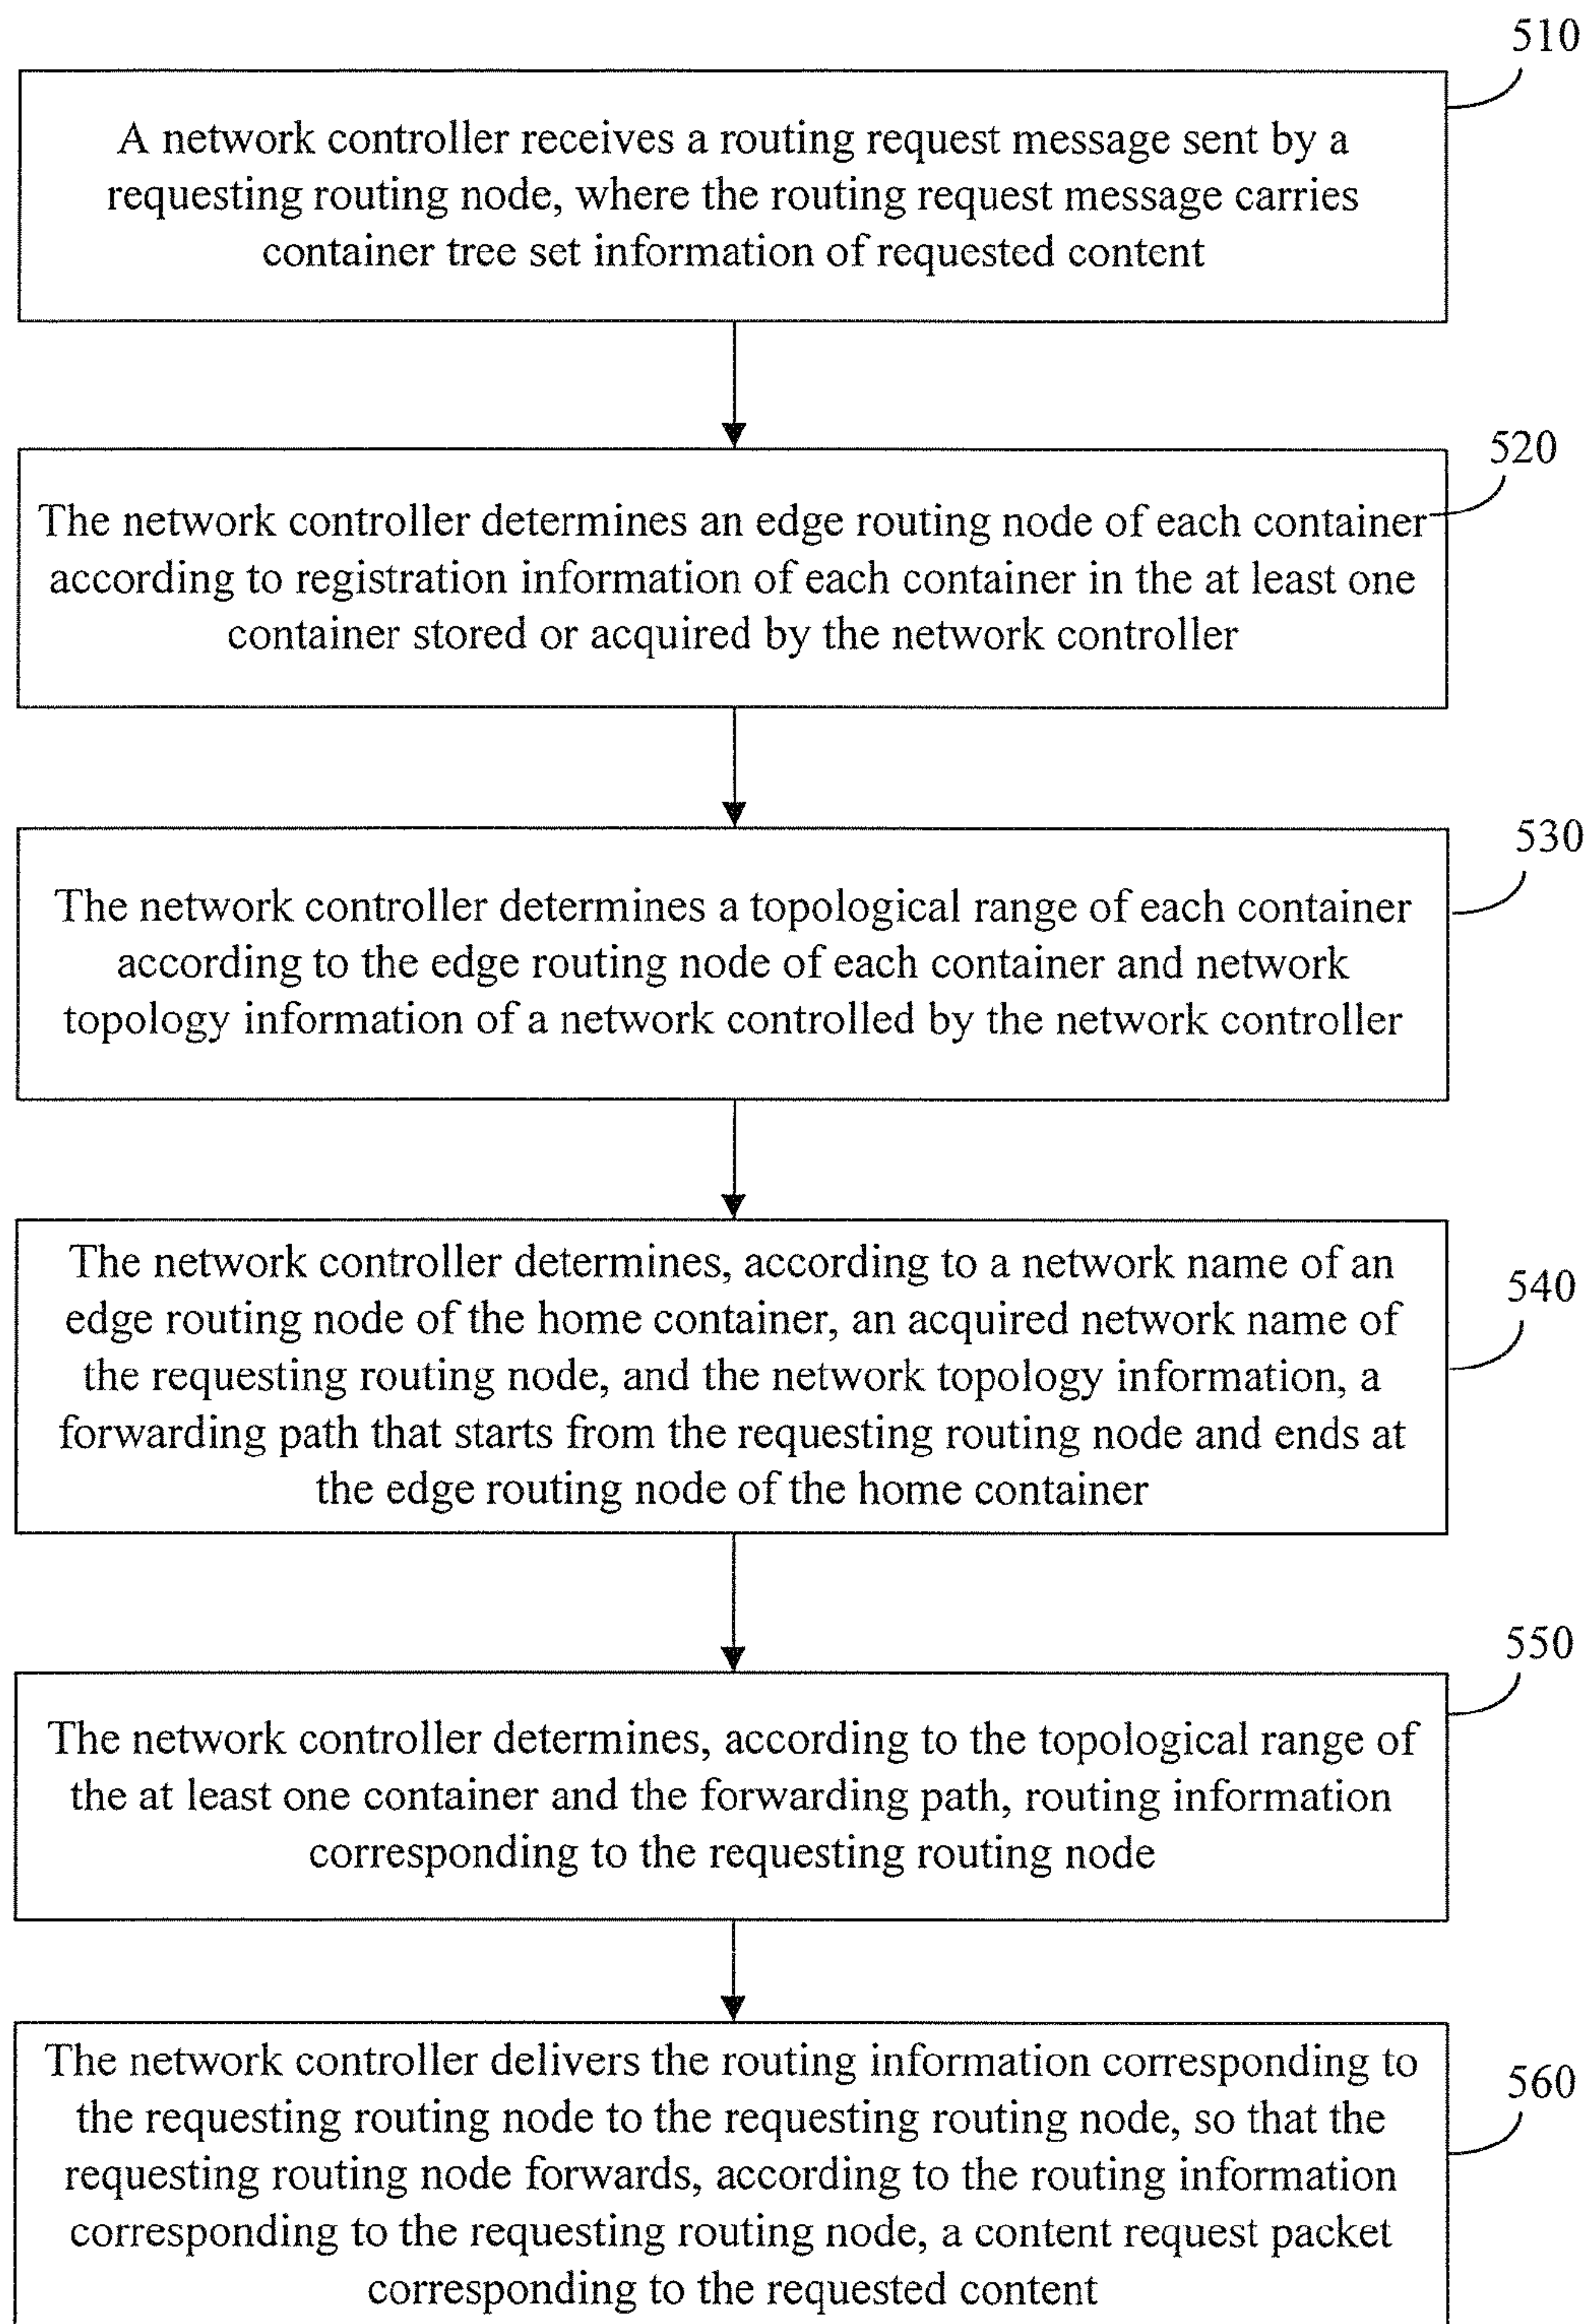 510
A network controller receives a routing request message sent by a
requesting routing node, where the routing request message carries
container tree set information of requested content
520
The network controller determines an edge routing node of each container
according to registration information of each container in the at least one
container stored or acquired by the network controller
530
The network controller determines a topological range of each container
according to the edge routing node of each container and network
topology information of a network controlled by the network controller
540
The network controller determines, according to a network name of an
edge routing node of the home container, an acquired network name of
the requesting routing node, and the network topology information, a
forwarding path that starts from the requesting routing node and ends at
the edge routing node of the home container
550
The network controller determines, according to the topological range of
the at least one container and the forwarding path, routing information
corresponding to the requesting routing node
560
The network controller delivers the routing information corresponding to
the requesting routing node to the requesting routing node, so that the
requesting routing node forwards, according to the routing information
corresponding to the requesting routing node, a content request packet
corresponding to the requested content